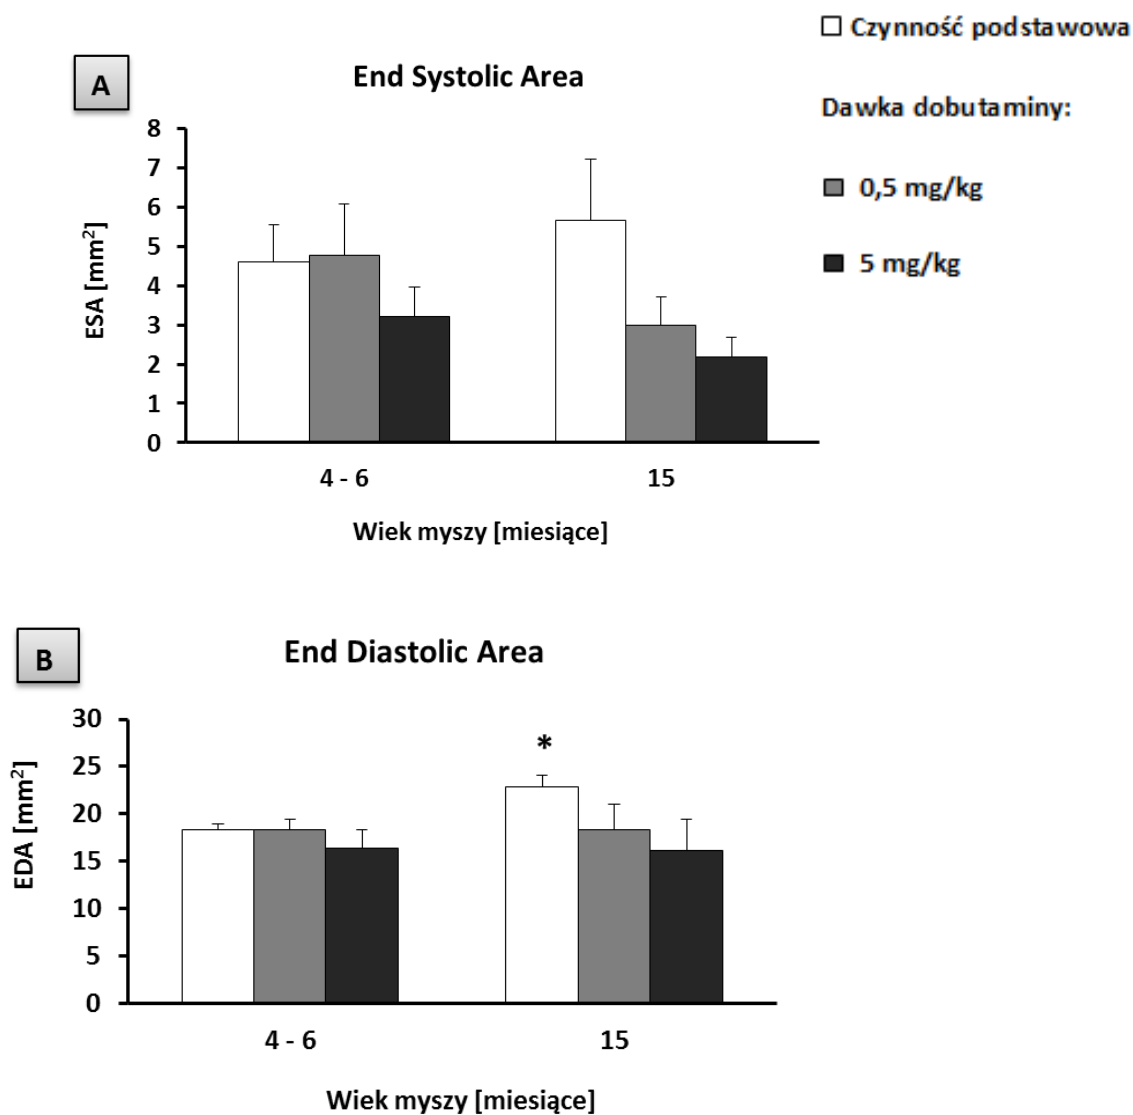 Czynność podstawowa
Dawka dobutaminy:
0,5 mg/kg
5 mg/kg
A
End Systolic Area
8
7
6
5
4
3
2
1
0
ESA [mm²]
4 - 6
15
Wiek myszy [miesiące]
B
End Diastolic Area
*
30
25
20
15
10
5
0
EDA [mm²]
4 - 6
15
Wiek myszy [miesiące]